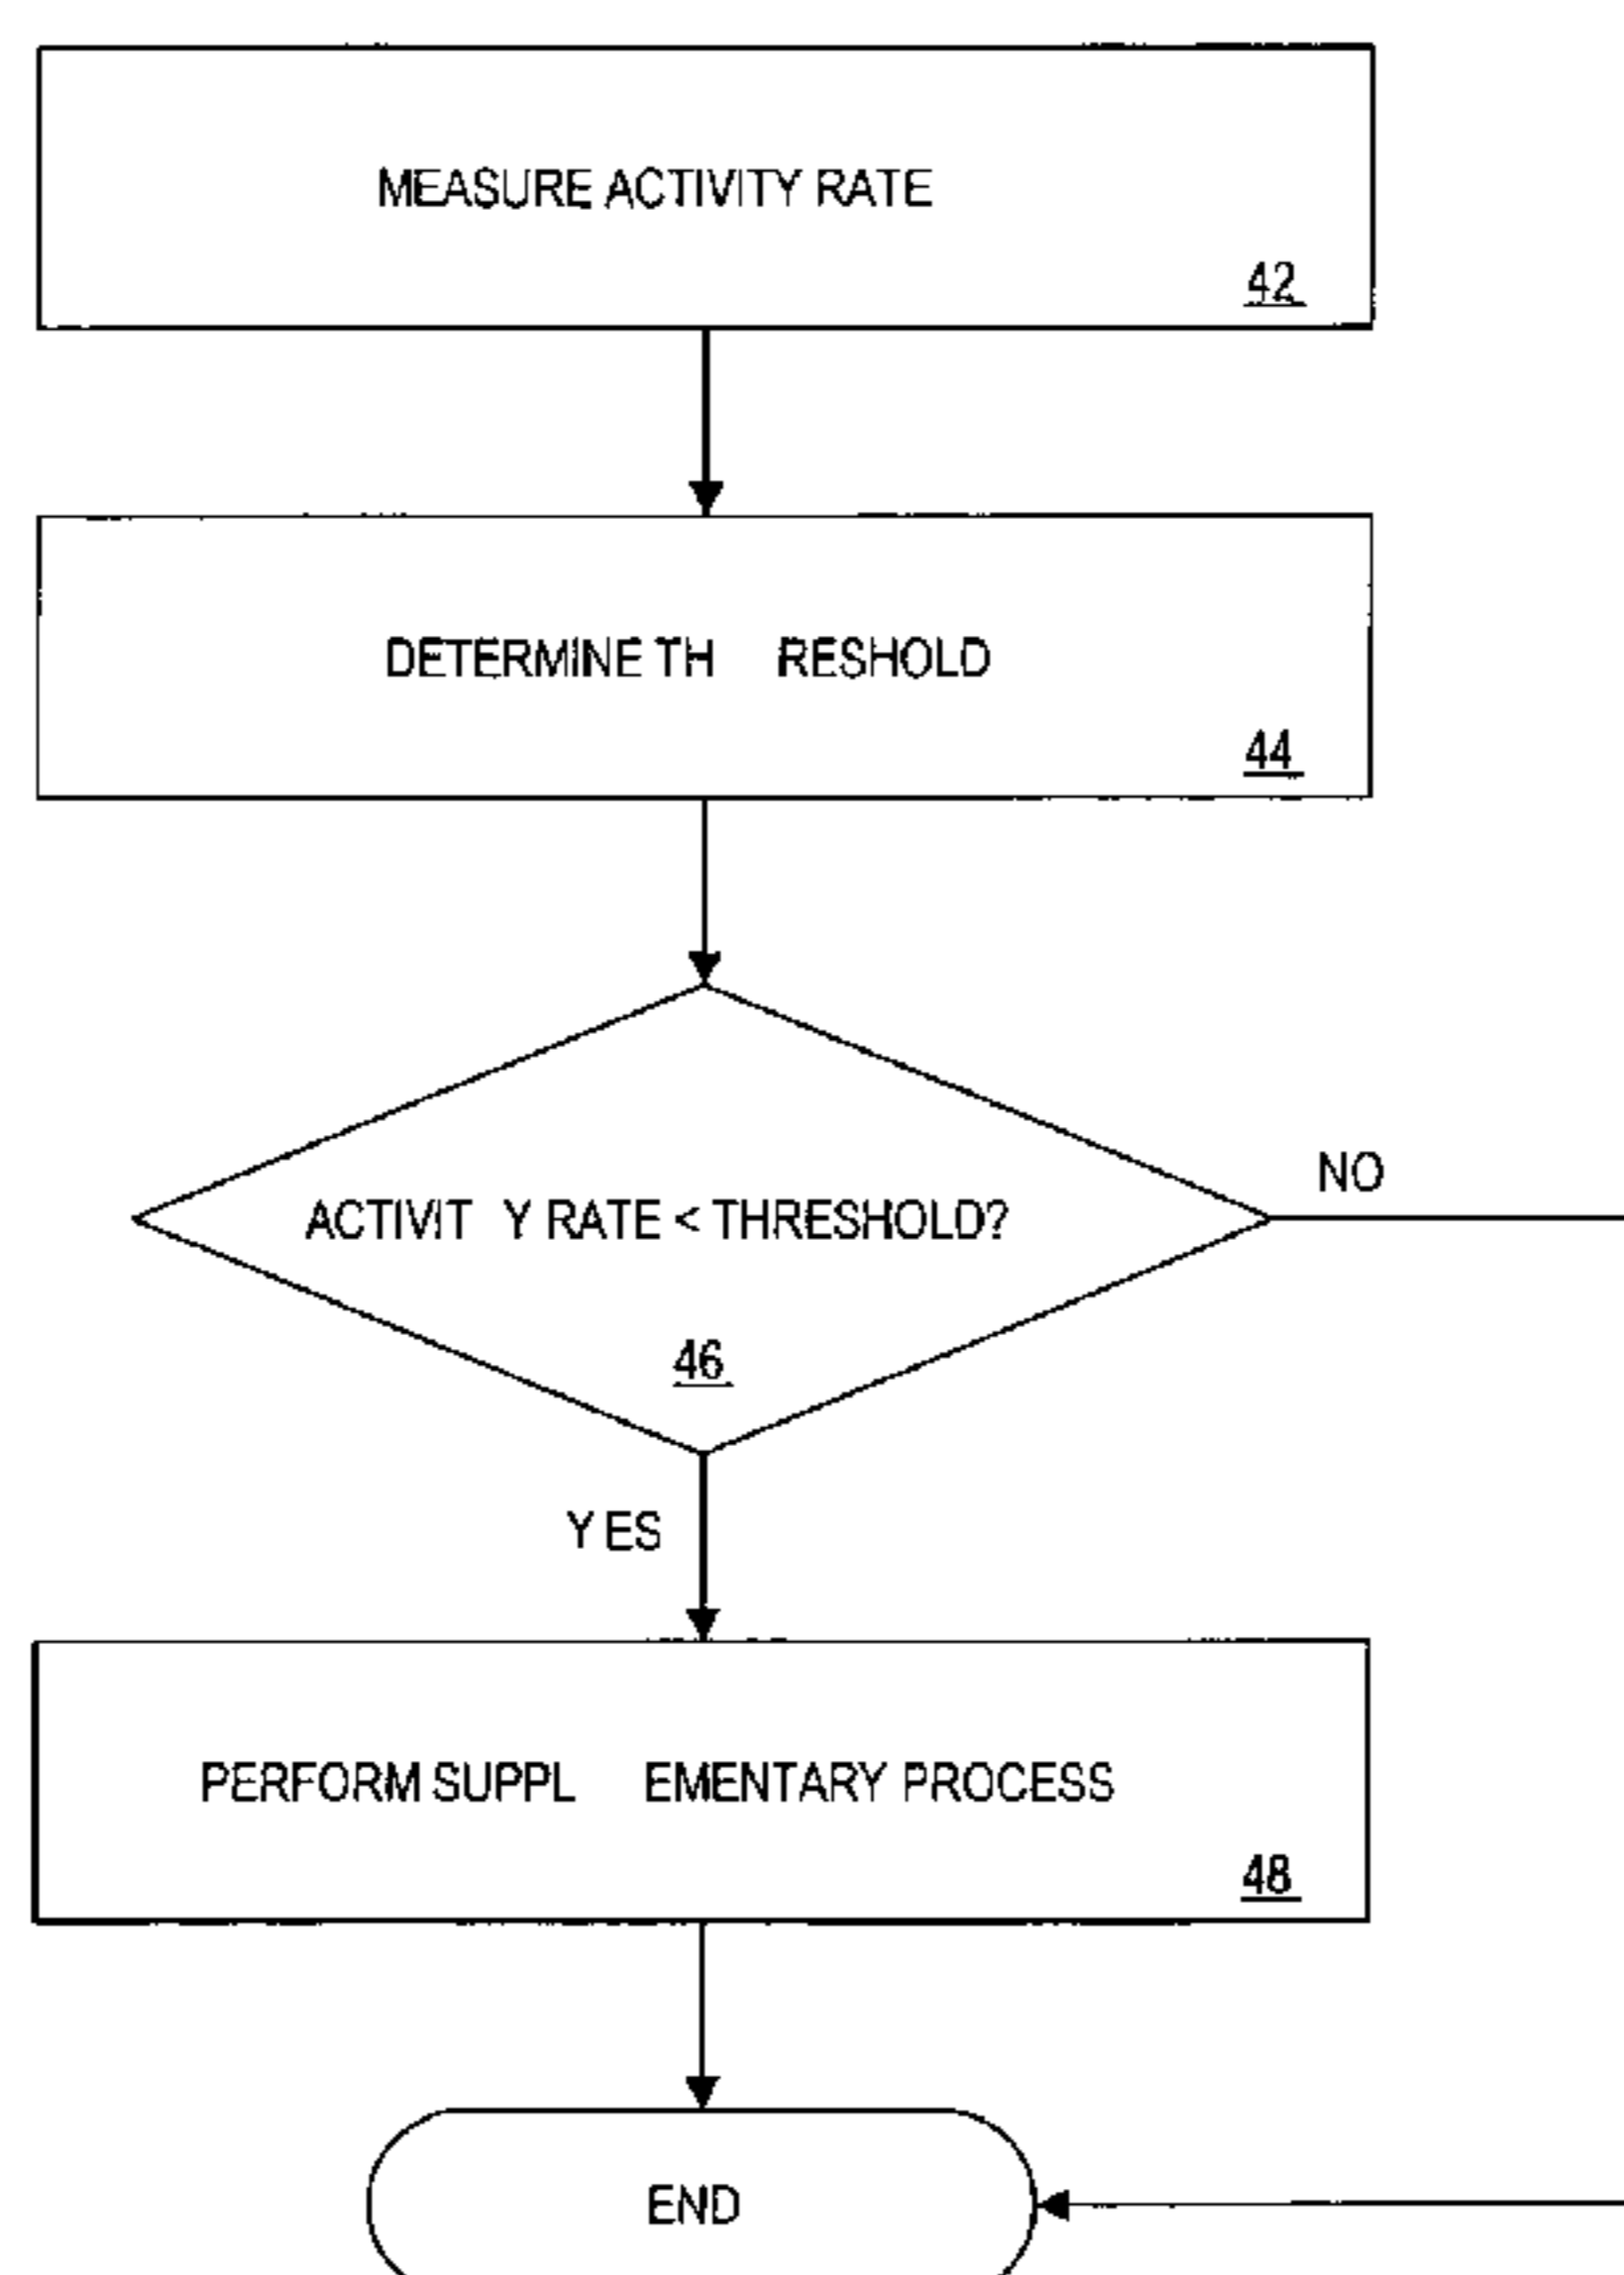 MEASURE ACTIVITY RATE
42
DETERMINE TH RESHOLD
44
ACTIVIT Y RATE < THRESHOLD?
46
NO
YES
PERFORM SUPPL EMENTARY PROCESS
48
END